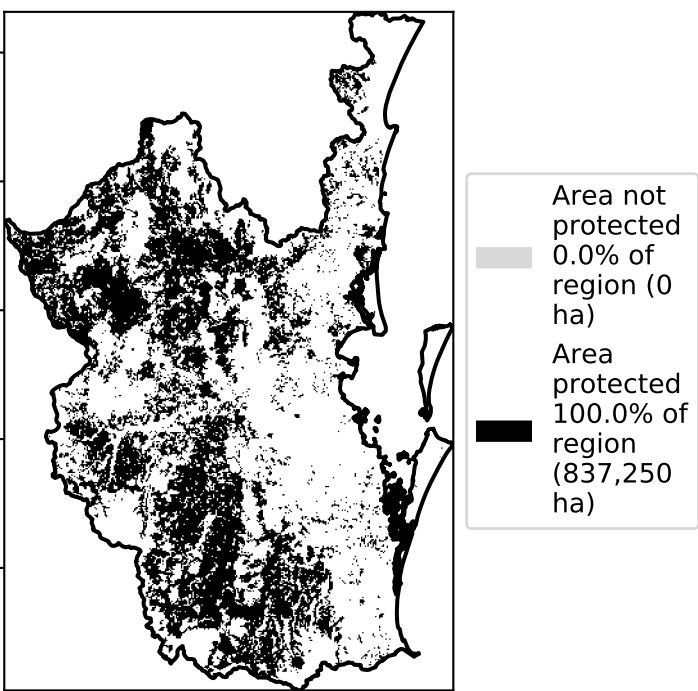 Area not
protected
0.0% of
region (0
ha)
Area
protected
100.0% of
region
(837,250
ha)